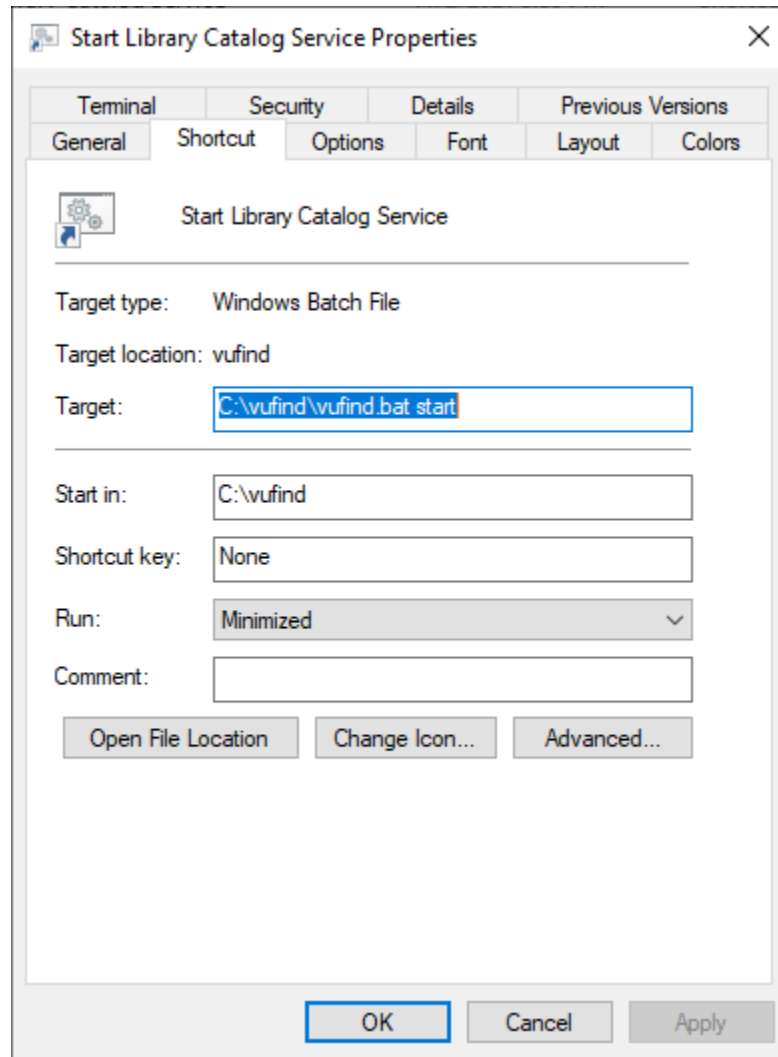 Start Library Catalog Service Properties
Terminal Security Details Previous Versions
General Shortcut Options Font Layout Colors
Start Library Catalog Service
Target type: Windows Batch File
Target location: vufind
Target: C:\vufind\vufind.bat start
Start in: C:\vufind
Shortcut key: None
Run: Minimized
Comment:
Open File Location Change Icon... Advanced...
OK Cancel Apply